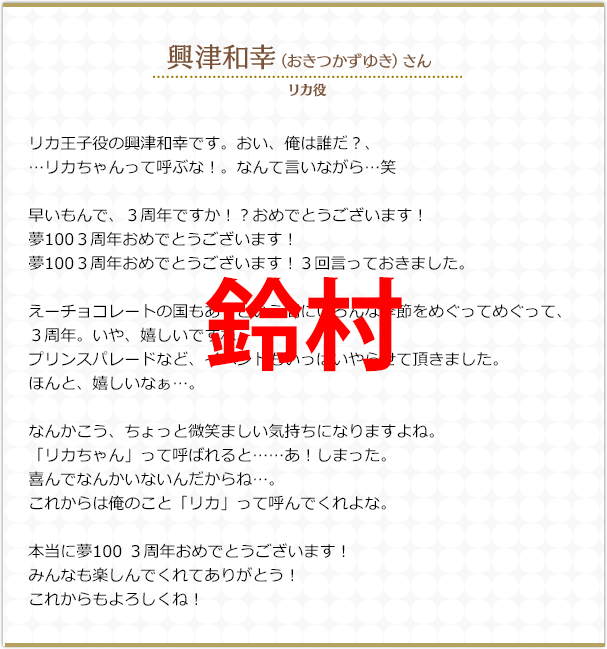 興津和幸（おきつかずゆき）さん
リカ役
リカ王子役の興津和幸です。おい、俺は誰だ？、
…リカちゃんって呼ぶな！。なんて言いながら…笑
早いもんで、３周年ですか！？おめでとうございます！
夢100３周年おめでとうございます！
夢100３周年おめでとうございます！３回言っておきました。
えーチョコレートの国もあ
んな季節をめぐってめぐって、
３周年。いや、嬉しいです
鈴村
プリンスパレードなど、イベントもいっぱいやらせて頂きました。
ほんと、嬉しいなぁ…。
なんかこう、ちょっと微笑ましい気持ちになりますよね。
「リカちゃん」って呼ばれると……あ！しまった。
喜んでなんかいないんだからね…。
これからは俺のこと「リカ」って呼んでくれよな。
本当に夢100 ３周年おめでとうございます！
みんなも楽しんでくれてありがとう！
これからもよろしくね！